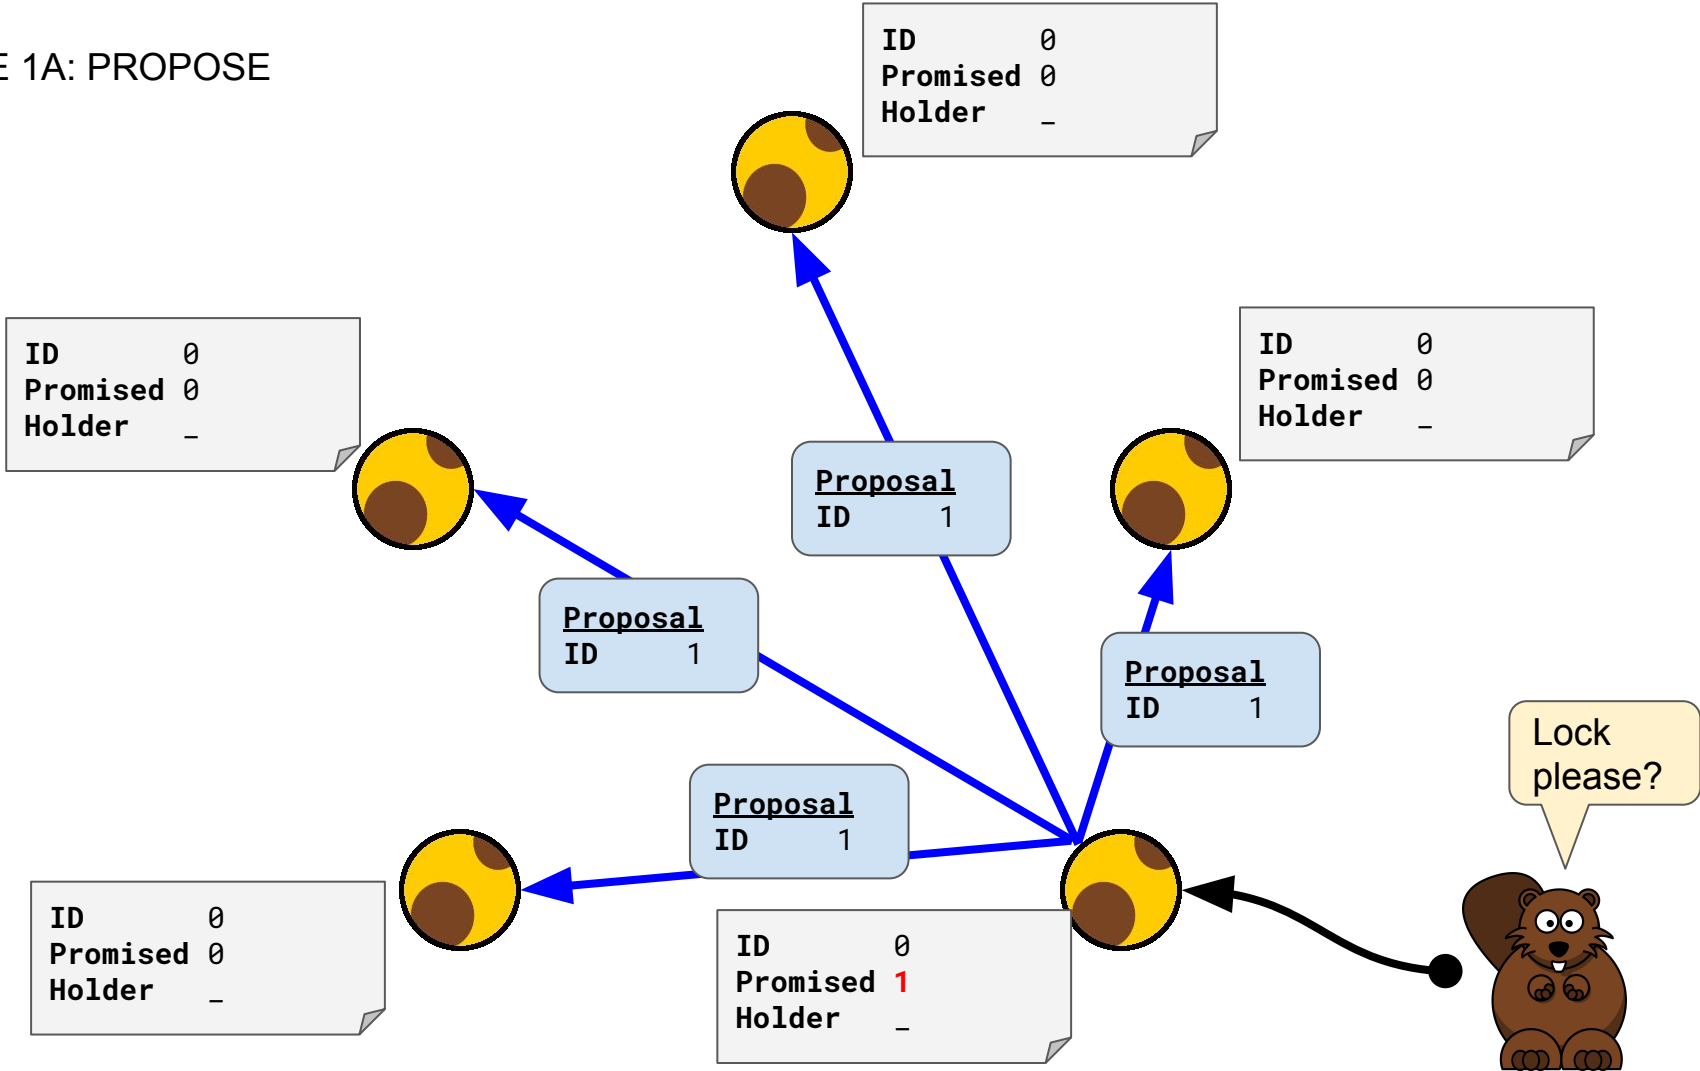 E 1A: PROPOSE
ID 0
Promised 0
Holder _
ID 0
Promised 0
Holder _
ID 0
Promised 0
Holder _
Proposal
ID 1
Proposal
ID 1
Proposal
ID 1
Lock
please?
Proposal
ID 1
ID 0
Promised 0
Holder _
ID 0
Promised 1
Holder _